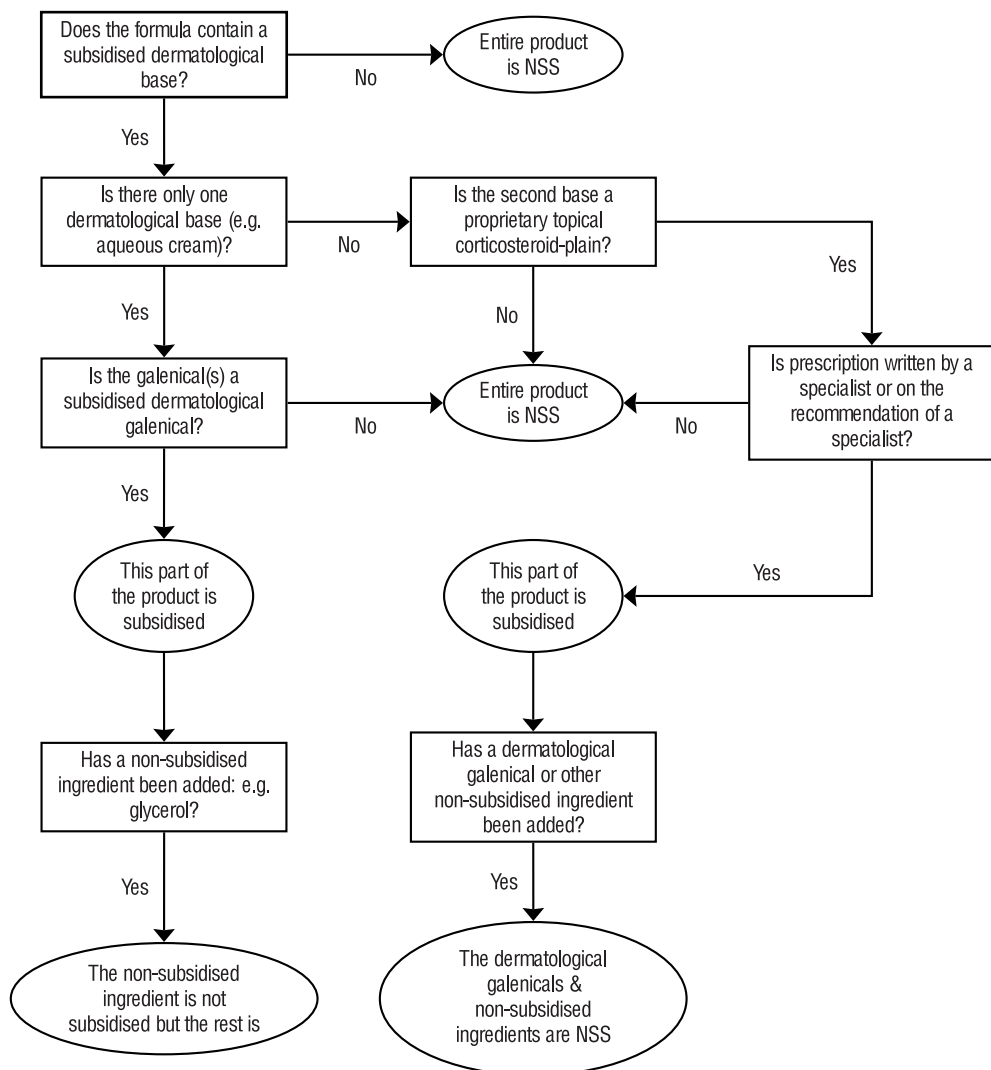 Does the formula contain a
subsidised dermatological
base?
No
Entire product
is NSS
Yes
Is there only one
dermatological base (e.g.
aqueous cream)?
No
Is the second base a
proprietary topical
corticosteroid-plain?
Yes
Yes
No
Is the galenical(s) a
subsidised dermatological
galenical?
No
Entire product
is NSS
No
Is prescription written by a
specialist or on the
recommendation of a
specialist?
Yes
Yes
This part of
the product is
subsidised
This part of
the product is
subsidised
Has a non-subsidised
ingredient been added: e.g.
glycerol?
Has a dermatological
galenical or other
non-subsidised ingredient
been added?
Yes
Yes
The non-subsidised
ingredient is not
subsidised but the rest is
The dermatological
galenicals &
non-subsidised
ingredients are NSS